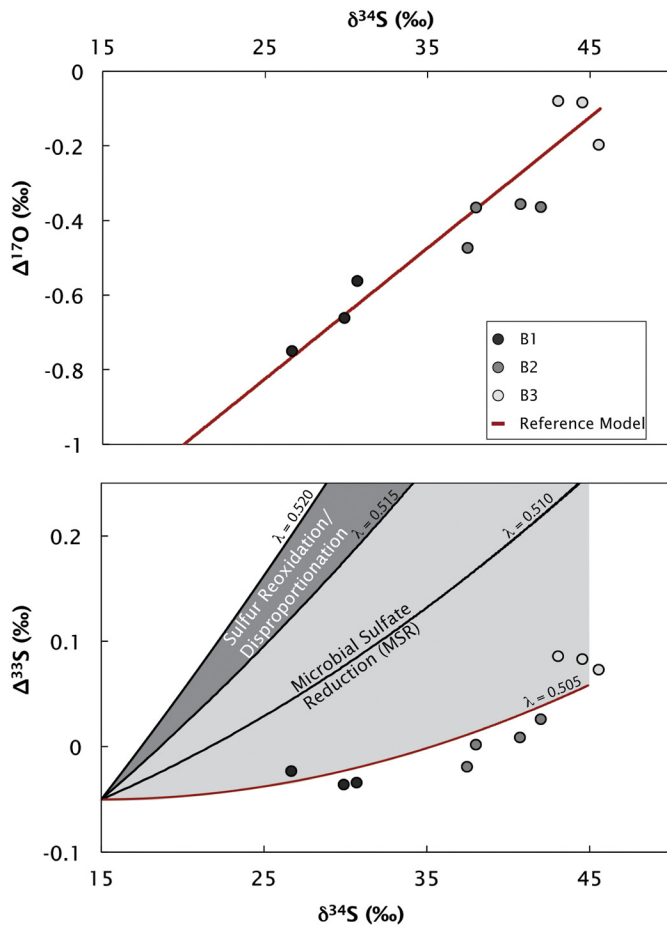 δ³⁴S (‰)
15 25 35 45
0
-0.2
-0.4
-0.6
-0.8
-1
Δ¹⁷O (‰)
B1
B2
B3
Reference Model
0.2
0.1
0
-0.1
Δ³³S (‰)
λ = 0.520
λ = 0.515
λ = 0.510
λ = 0.505
Sulfur Reoxidation/
Disproportionation
Microbial Sulfate
Reduction (MSR)
15 25 35 45
δ³⁴S (‰)